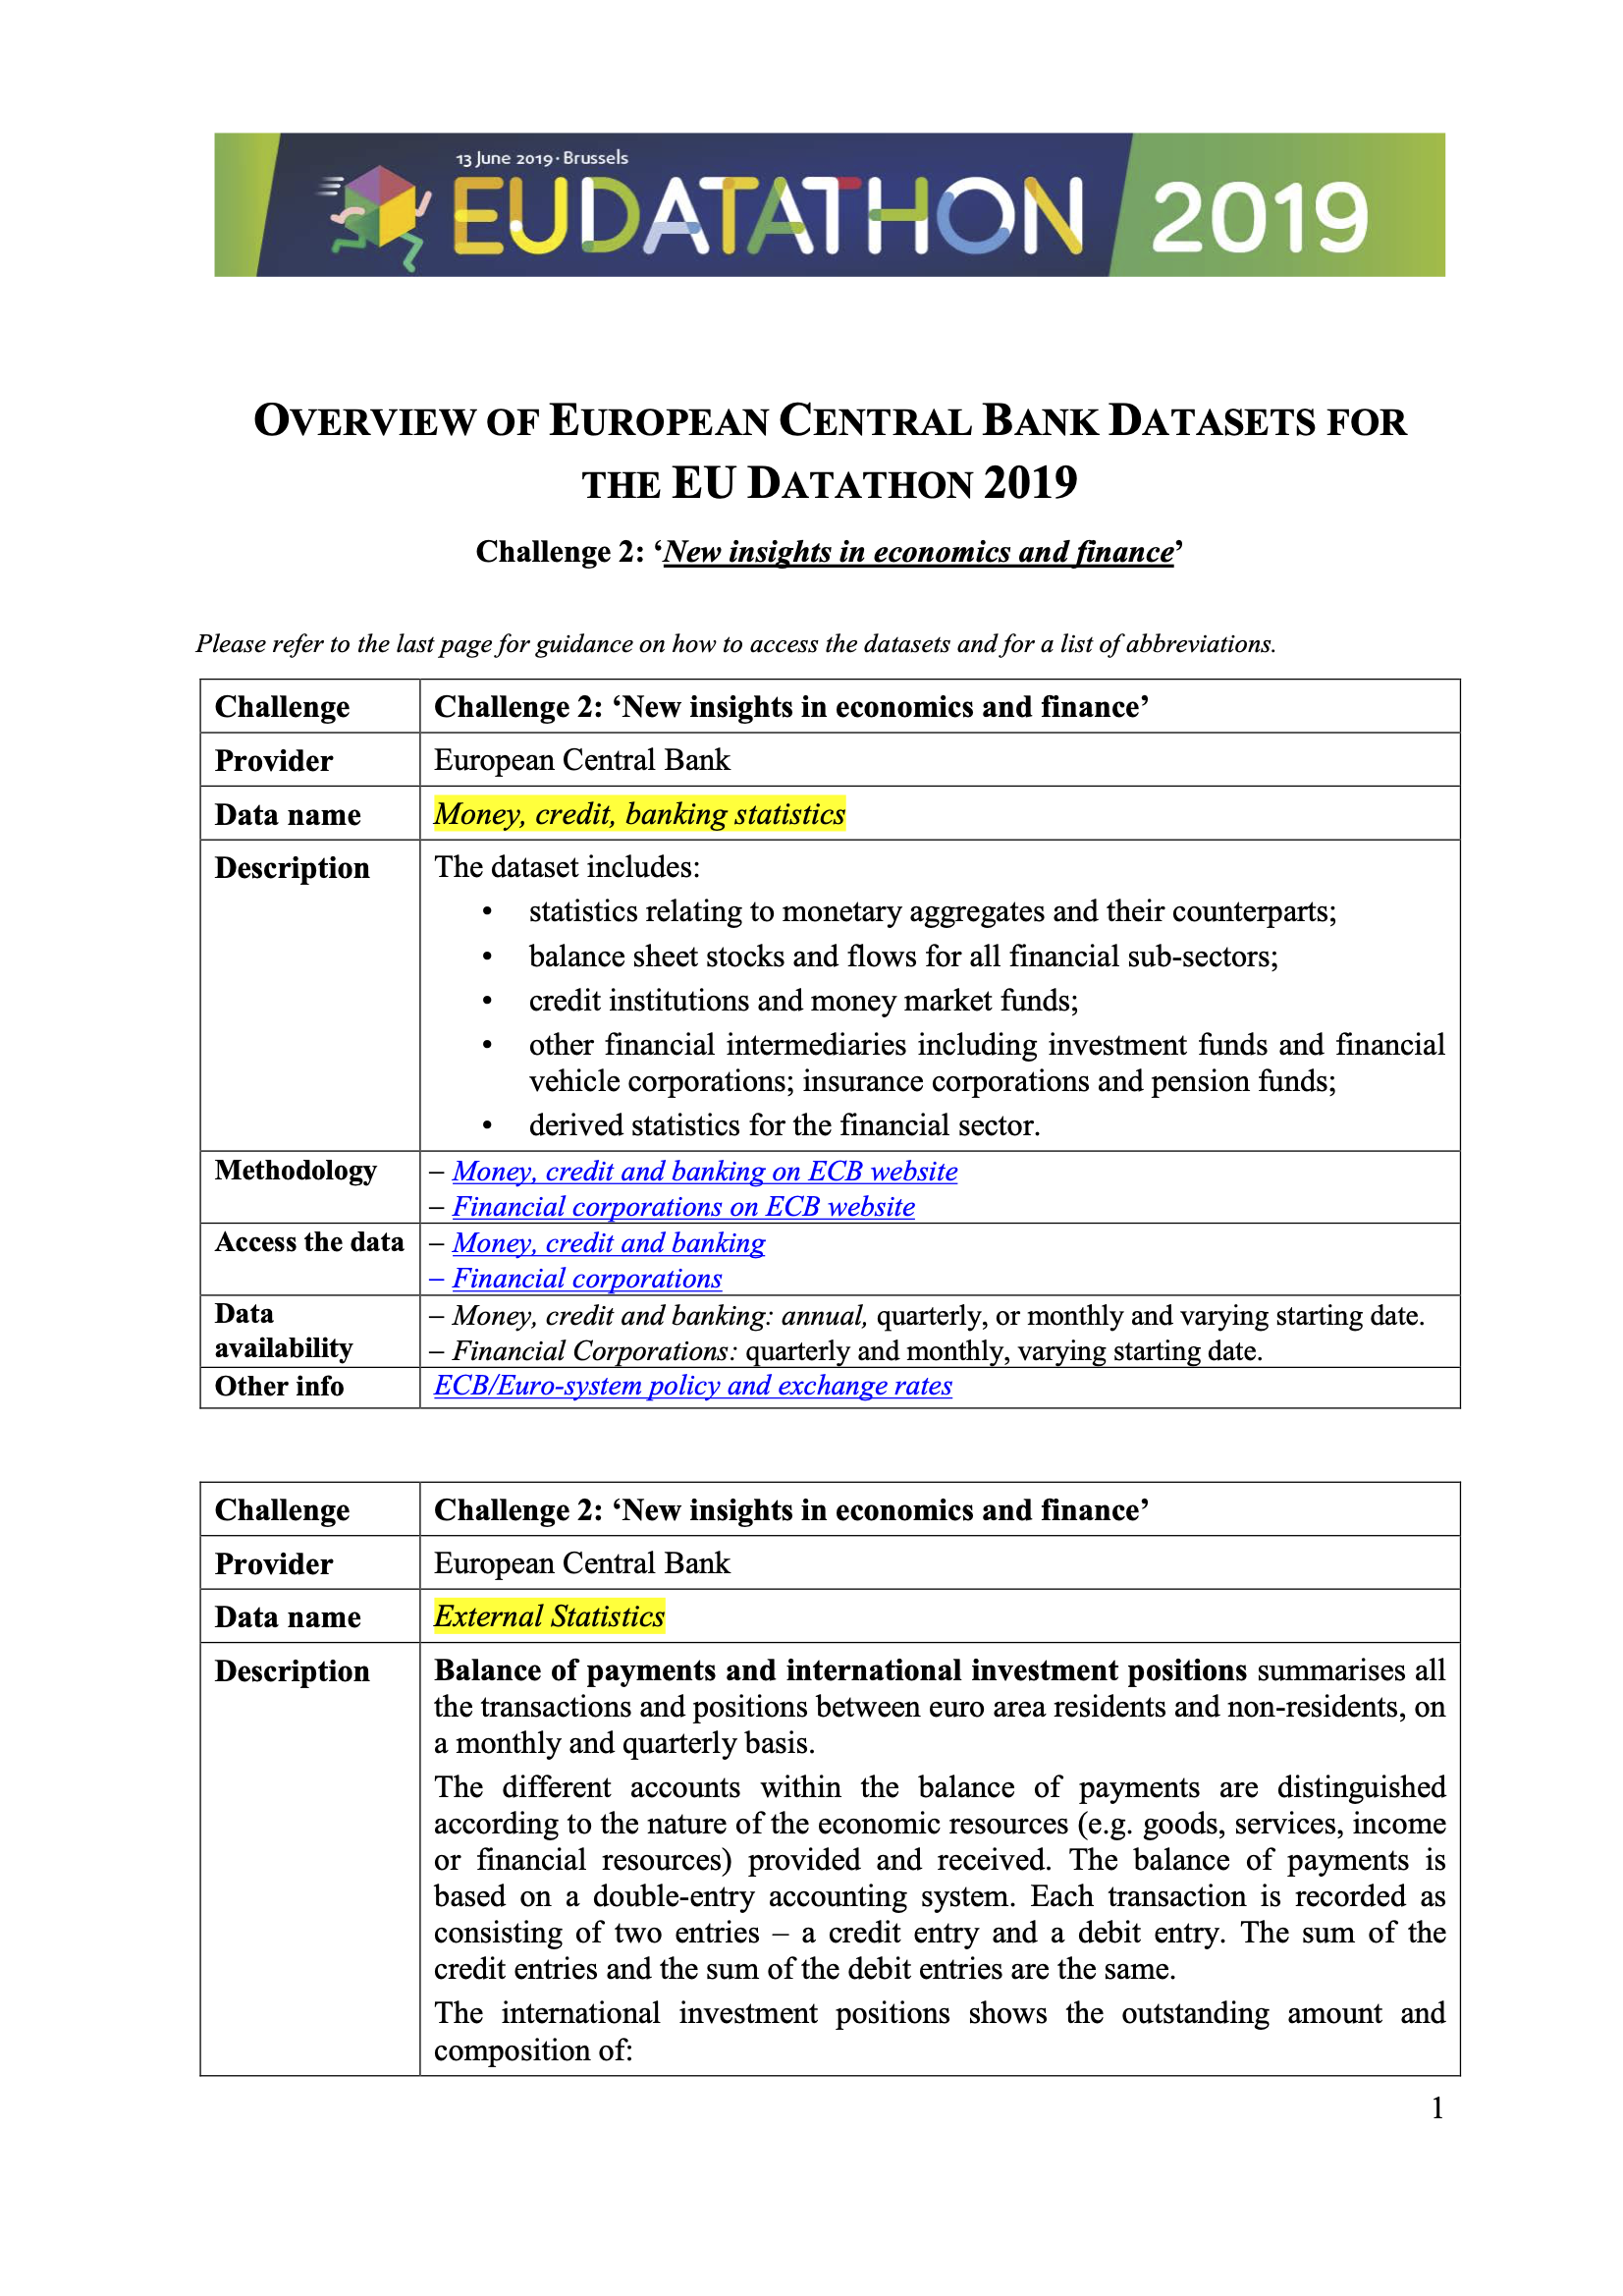 13 June 2019 · Brussels
EUDATATHON 2019
OVERVIEW OF EUROPEAN CENTRAL BANK DATASETS FOR
THE EU DATATHON 2019
Challenge 2: ‘New insights in economics and finance’
Please refer to the last page for guidance on how to access the datasets and for a list of abbreviations.
Challenge Challenge 2: ‘New insights in economics and finance’
Provider European Central Bank
Data name Money, credit, banking statistics
Description The dataset includes:
• statistics relating to monetary aggregates and their counterparts;
• balance sheet stocks and flows for all financial sub-sectors;
• credit institutions and money market funds;
• other financial intermediaries including investment funds and financial
vehicle corporations; insurance corporations and pension funds;
• derived statistics for the financial sector.
Methodology – Money, credit and banking on ECB website
– Financial corporations on ECB website
Access the data – Money, credit and banking
– Financial corporations
Data – Money, credit and banking: annual, quarterly, or monthly and varying starting date.
availability – Financial Corporations: quarterly and monthly, varying starting date.
Other info ECB/Euro-system policy and exchange rates
Challenge Challenge 2: ‘New insights in economics and finance’
Provider European Central Bank
Data name External Statistics
Description Balance of payments and international investment positions summarises all
the transactions and positions between euro area residents and non-residents, on
a monthly and quarterly basis.
The different accounts within the balance of payments are distinguished
according to the nature of the economic resources (e.g. goods, services, income
or financial resources) provided and received. The balance of payments is
based on a double-entry accounting system. Each transaction is recorded as
consisting of two entries – a credit entry and a debit entry. The sum of the
credit entries and the sum of the debit entries are the same.
The international investment positions shows the outstanding amount and
composition of:
1